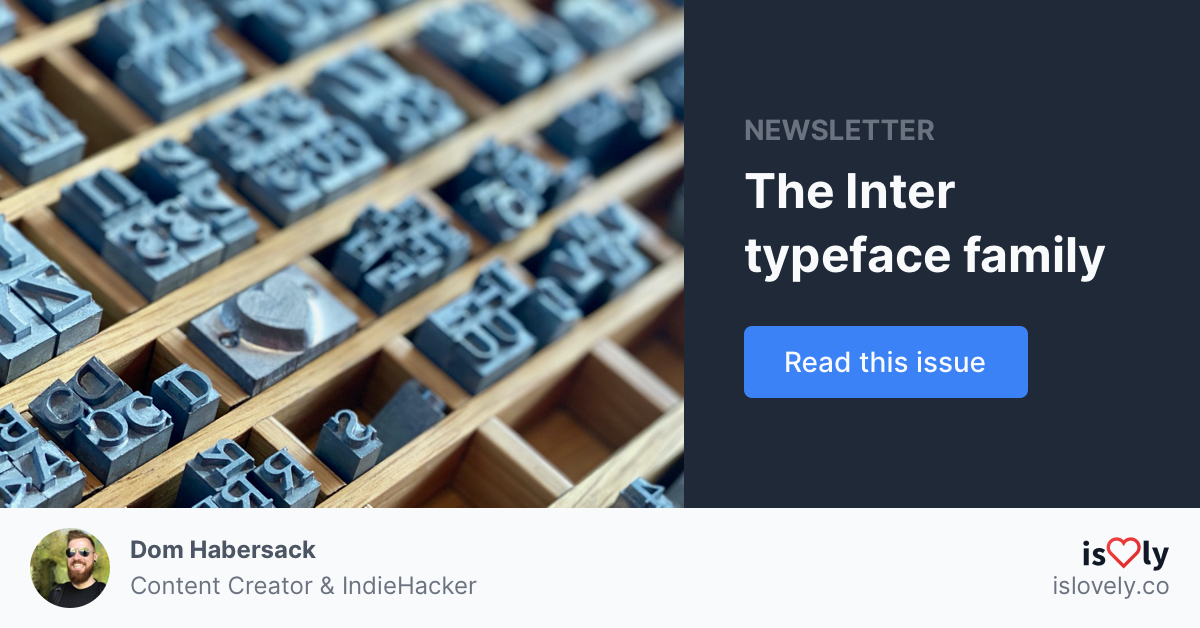 NEWSLETTER
The Inter
typeface family
Read this issue
Dom Habersack
Content Creator & IndieHacker
is♡ly
islovely.co